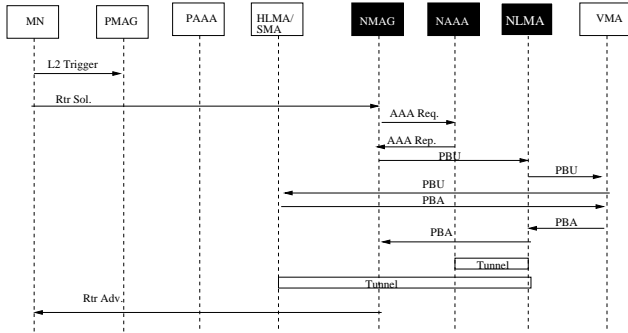 MN PMAG PAAA HLMA/ SMA NMAG NAAA NLMA VMA
L2 Trigger
Rtr Sol.
AAA Req.
AAA Rep.
PBU
PBU
PBU
PBA
PBA
PBA
Tunnel
Tunnel
Rtr Adv.